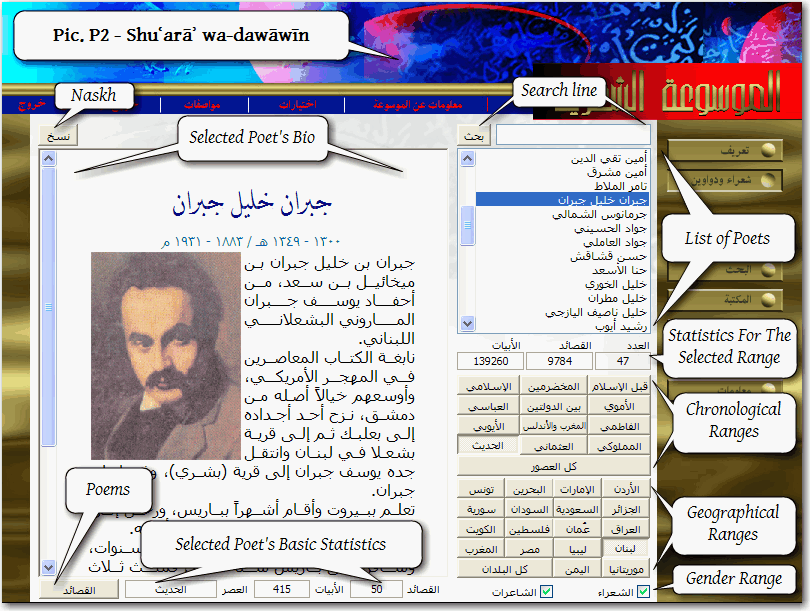 Pic. P2 - Shuʿarāʾ wa-dawāwīn
الموسوعة
معلومات عن الموسوعة
اختيارات
مواصفات
خروج
Naskh
Search line
نسخ
Selected Poet's Bio
بحث
تعريف
شعراء ودواوين
البحث
المكتبة
معلومات
جبران خليل جبران
١٣٠٠ - ١٣٤٩ هـ / ١٨٨٣ - ١٩٣١ م
جبران بن خليل جبران بن
ميخائيل بن سعد، من
أحفاد يوسف جبران
الماروني البشعلاني
اللبناني.
نابغة الكتاب المعاصرين
في المهجر الأمريكي،
وأوسعهم خيالاً أصله من
دمشق، نزح أحد أجداده
إلى بعلبك ثم إلى قرية
بشعلا في لبنان وانتقل
جده يوسف جبران إلى قرية (بشري)،
جبران.
تعلم ببيروت وأقام أشهراً بباريس،
سنوات،
ثلاث
أمين تقي الدين
أمين مشرق
تامر الملاط
جبران خليل جبران
جرمانوس الشمالي
جواد الحسيني
جواد العاملي
حسن قشاقش
حنا الأسعد
خليل الخوري
خليل مطران
خليل ناصيف اليازجي
رشيد أيوب
List of Poets
العدد القصائد الأبيات
47 9784 139260
Statistics For The
Selected Range
قبل الإسلام المخضرمين الإسلامي
الأموي بين الدولتين العباسي
الفاطمي المغرب والأندلس الأيوبي
المملوكي العثماني الحديث
كل العصور
Chronological
Ranges
الأردن الإمارات البحرين تونس
الجزائر السعودية السودان سورية
العراق عُمان فلسطين الكويت
لبنان ليبيا مصر المغرب
موريتانيا اليمن كل البلدان
Geographical
Ranges
الشعراء الشاعرات
Gender Range
Poems
Selected Poet's Basic Statistics
القصائد 50 الأبيات 415 العصر الحديث
القصائد